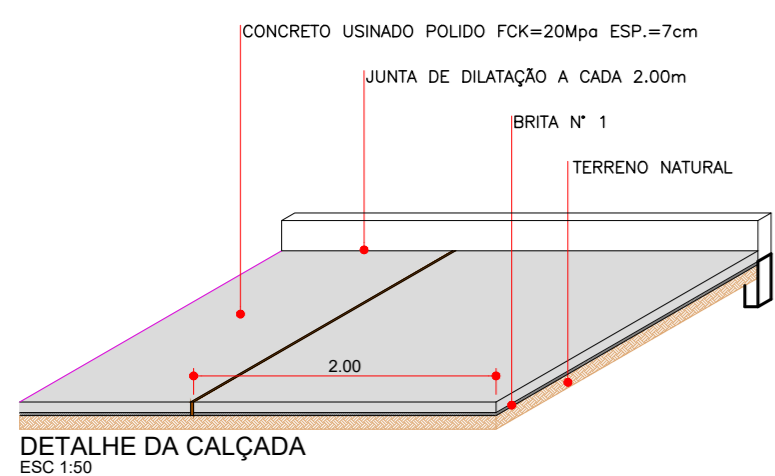 CONCRETO USINADO POLIDO FCK=20Mpa ESP.=7cm
JUNTA DE DILATAÇÃO A CADA 2.00m
BRITA N° 1
TERRENO NATURAL
2.00
DETALHE DA CALÇADA
ESC 1:50